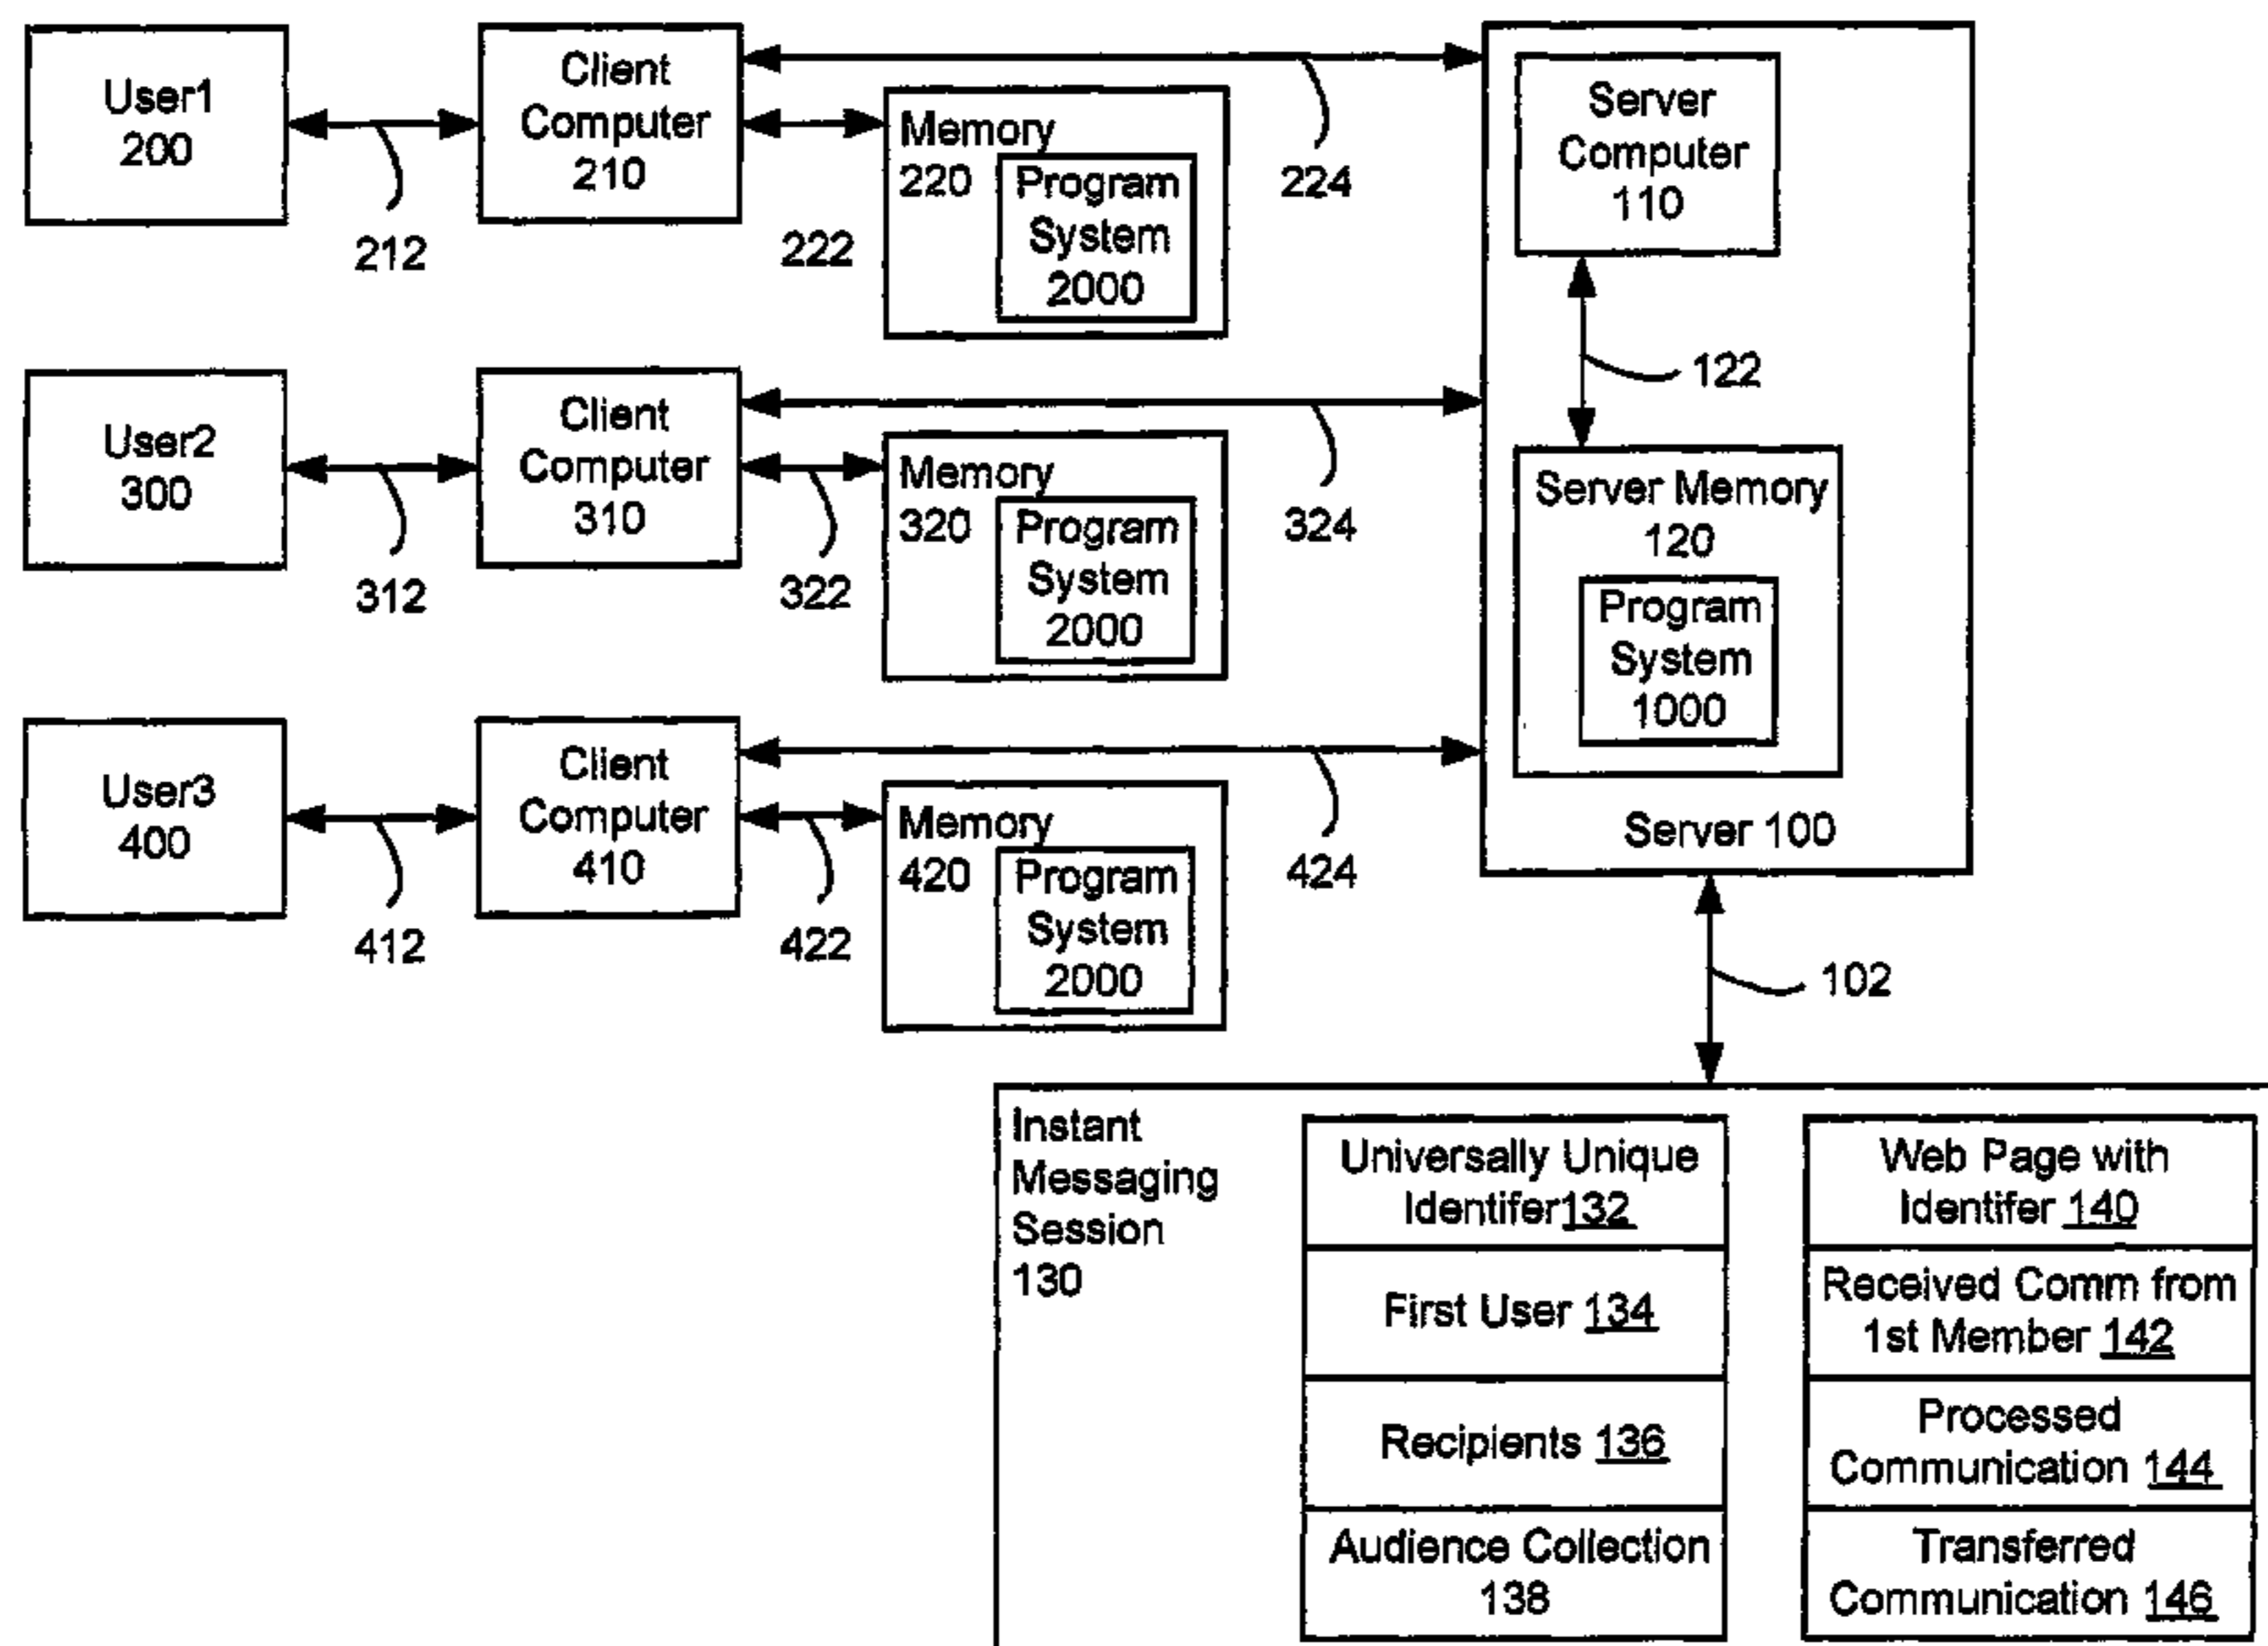 User1
200
212
Client
Computer
210
222
Memory
220
Program
System
2000
224
User2
300
312
Client
Computer
310
322
Memory
320
Program
System
2000
324
User3
400
412
Client
Computer
410
422
Memory
420
Program
System
2000
424
Server
Computer
110
122
Server Memory
120
Program
System
1000
Server 100
102
Instant
Messaging
Session
130
Universally Unique
Identifer132
First User 134
Recipients 136
Audience Collection
138
Web Page with
Identifer 140
Received Comm from
1st Member 142
Processed
Communication 144
Transferred
Communication 146